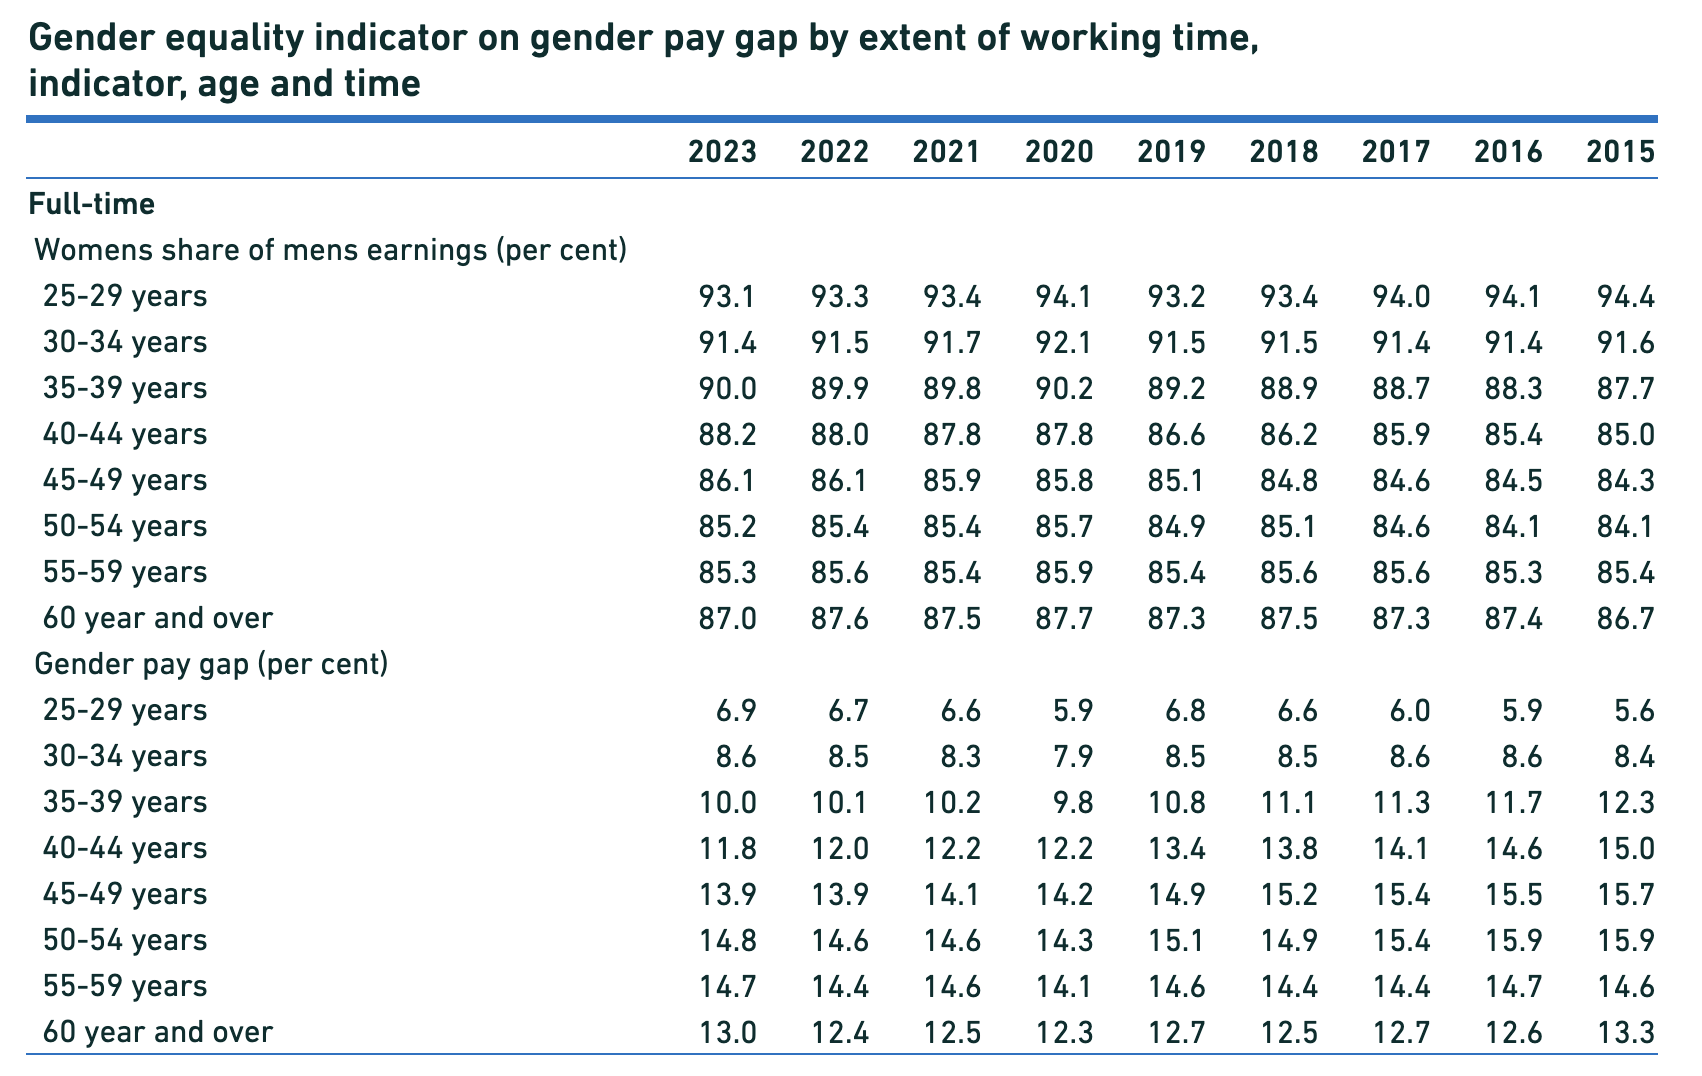 Gender equality indicator on gender pay gap by extent of working time,
indicator, age and time
2023 2022 2021 2020 2019 2018 2017 2016 2015
Full-time
Womens share of mens earnings (per cent)
25-29 years 93.1 93.3 93.4 94.1 93.2 93.4 94.0 94.1 94.4
30-34 years 91.4 91.5 91.7 92.1 91.5 91.5 91.4 91.4 91.6
35-39 years 90.0 89.9 89.8 90.2 89.2 88.9 88.7 88.3 87.7
40-44 years 88.2 88.0 87.8 87.8 86.6 86.2 85.9 85.4 85.0
45-49 years 86.1 86.1 85.9 85.8 85.1 84.8 84.6 84.5 84.3
50-54 years 85.2 85.4 85.4 85.7 84.9 85.1 84.6 84.1 84.1
55-59 years 85.3 85.6 85.4 85.9 85.4 85.6 85.6 85.3 85.4
60 year and over 87.0 87.6 87.5 87.7 87.3 87.5 87.3 87.4 86.7
Gender pay gap (per cent)
25-29 years 6.9 6.7 6.6 5.9 6.8 6.6 6.0 5.9 5.6
30-34 years 8.6 8.5 8.3 7.9 8.5 8.5 8.6 8.6 8.4
35-39 years 10.0 10.1 10.2 9.8 10.8 11.1 11.3 11.7 12.3
40-44 years 11.8 12.0 12.2 12.2 13.4 13.8 14.1 14.6 15.0
45-49 years 13.9 13.9 14.1 14.2 14.9 15.2 15.4 15.5 15.7
50-54 years 14.8 14.6 14.6 14.3 15.1 14.9 15.4 15.9 15.9
55-59 years 14.7 14.4 14.6 14.1 14.6 14.4 14.4 14.7 14.6
60 year and over 13.0 12.4 12.5 12.3 12.7 12.5 12.7 12.6 13.3